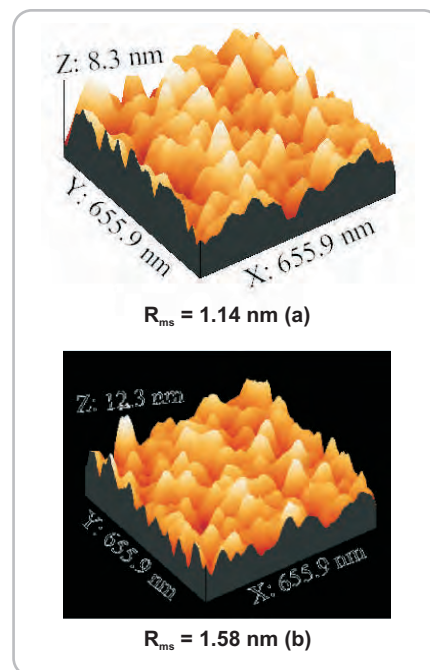 Z: 8.3 nm
Y: 655.9 nm
X: 655.9 nm
Rms = 1.14 nm (a)
Z: 12.3 nm
Y: 655.9 nm
X: 655.9 nm
Rms = 1.58 nm (b)